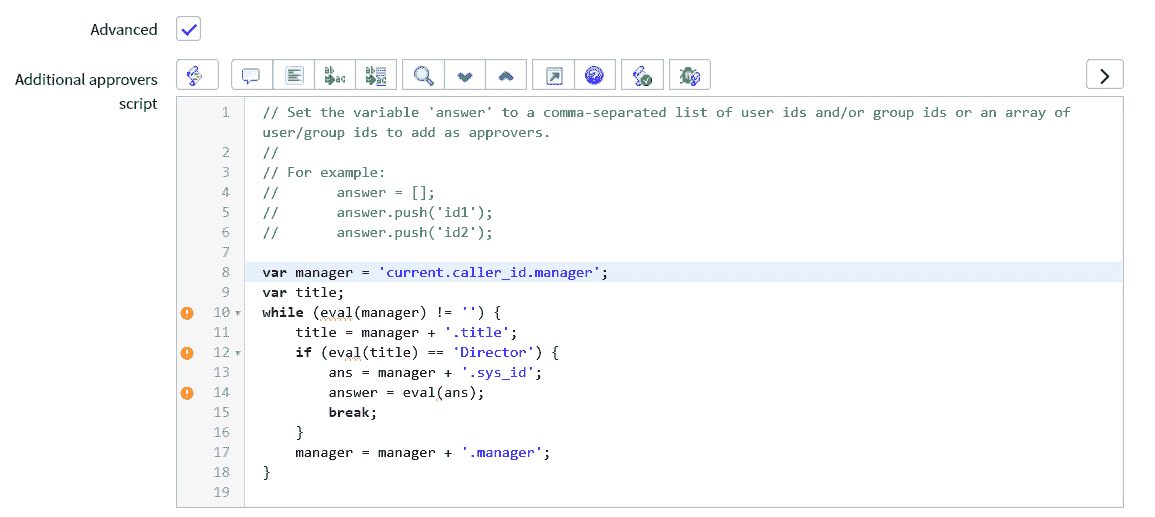 Advanced
Additional approvers
script
1 // Set the variable 'answer' to a comma-separated list of user ids and/or group ids or an array of
user/group ids to add as approvers.
2 //
3 // For example:
4 //       answer = [];
5 //       answer.push('id1');
6 //       answer.push('id2');
7
8 var manager = 'current.caller_id.manager';
9 var title;
10 while (eval(manager) != '') {
11     title = manager + '.title';
12     if (eval(title) == 'Director') {
13         ans = manager + '.sys_id';
14         answer = eval(ans);
15         break;
16     }
17     manager = manager + '.manager';
18 }
19